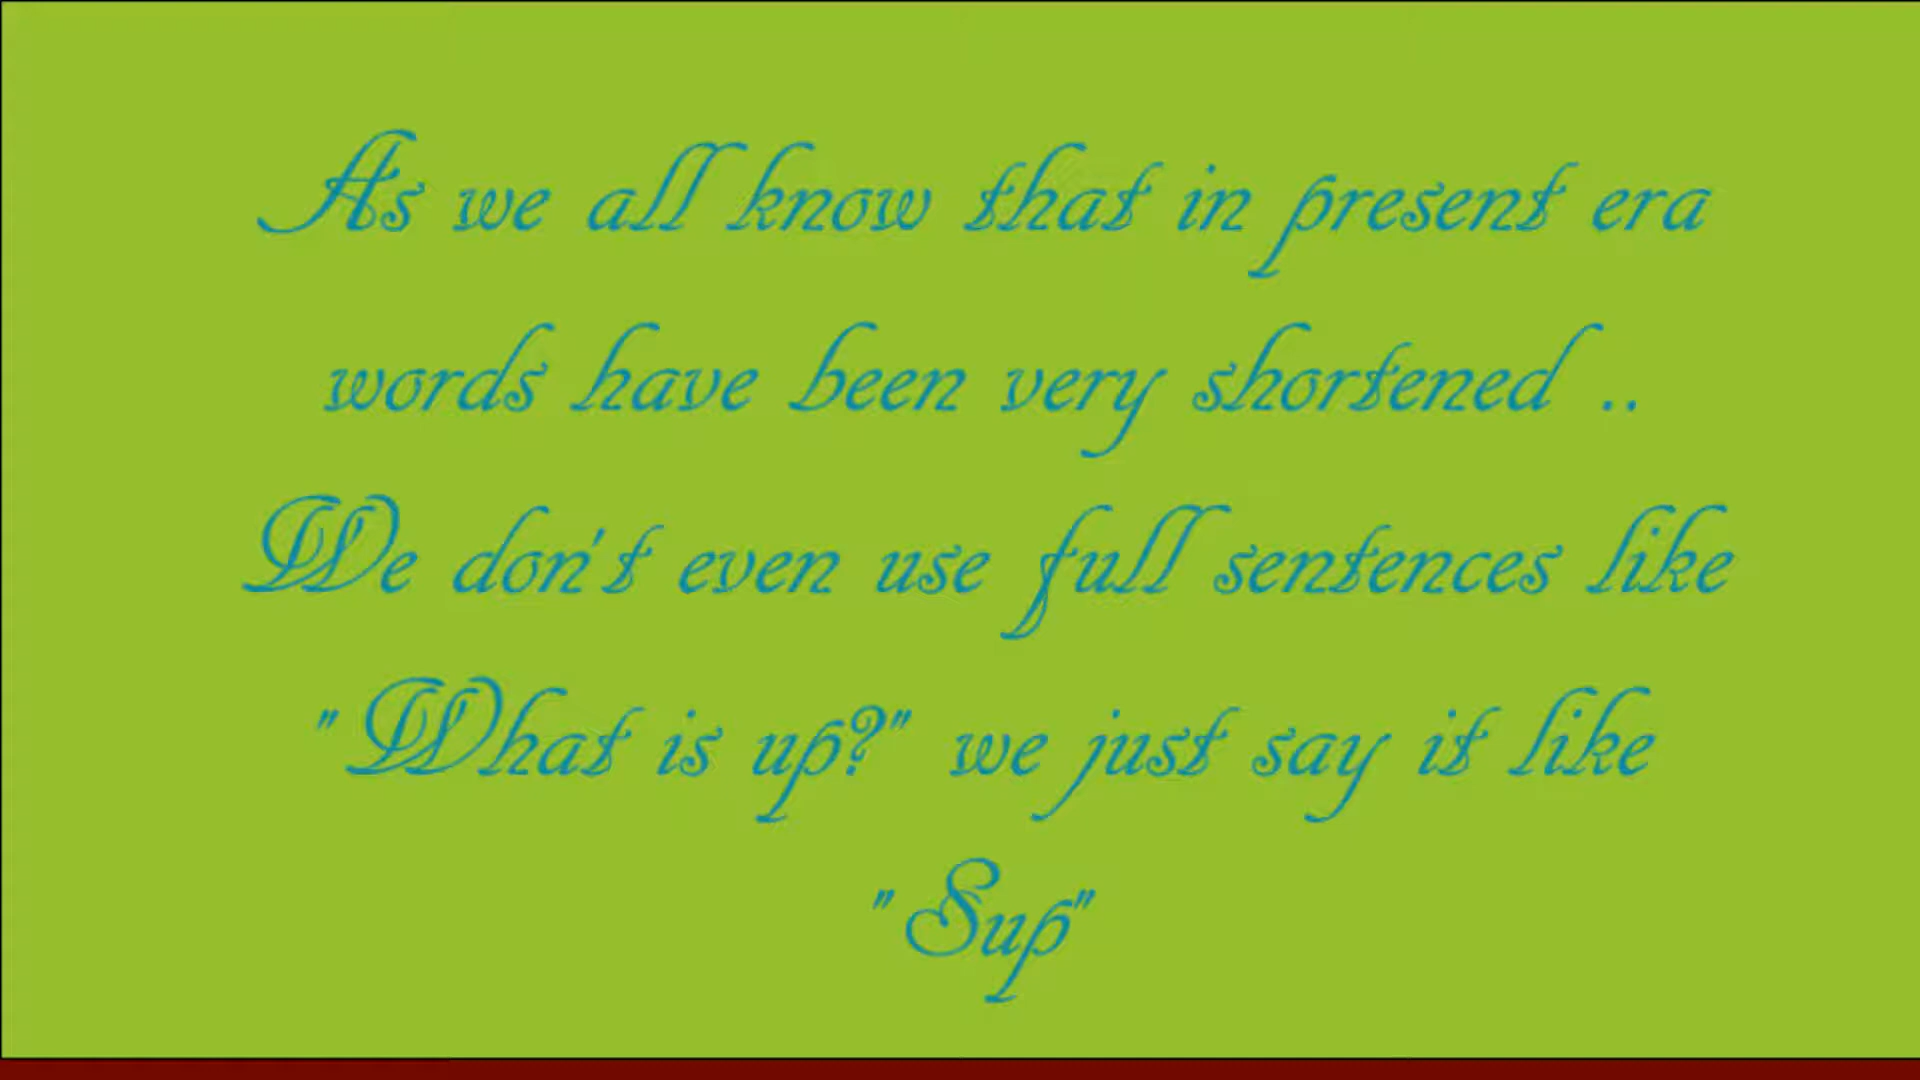 As we all know that in present era
words have been very shortened ..
We don't even use full sentences like
"What is up?" we just say it like
"Sup"